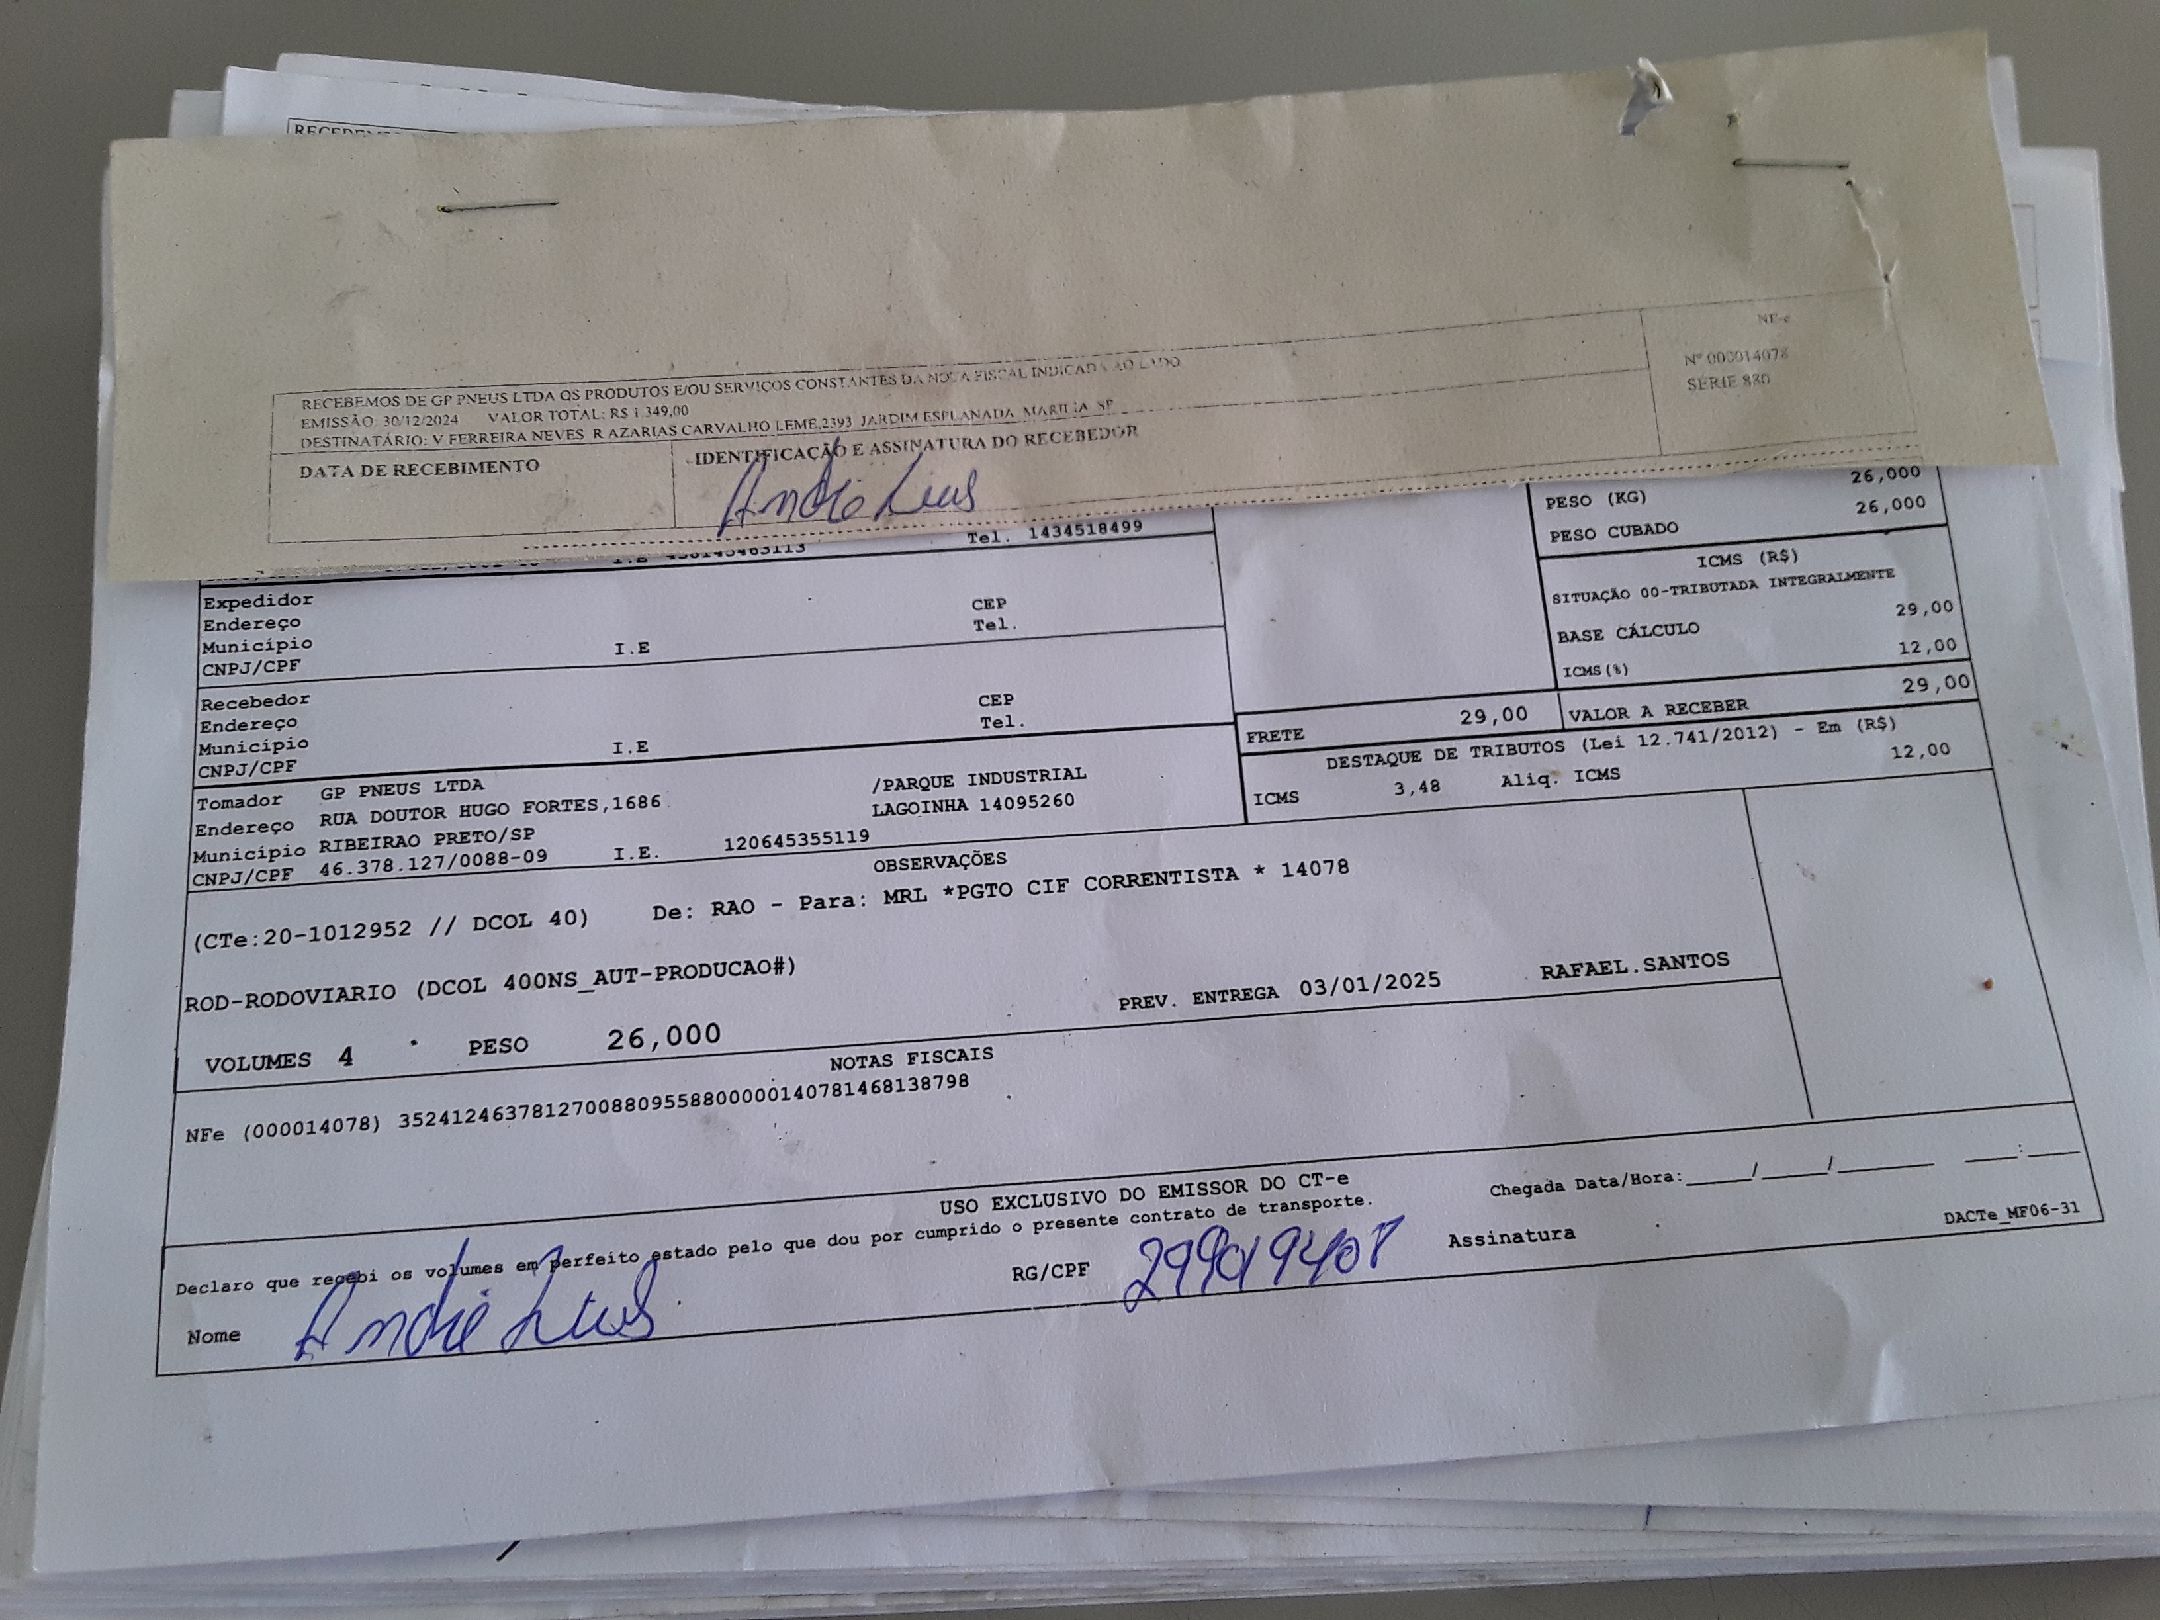 RECEBEMOS DE GP PNEUS LTDA OS PRODUTOS E/OU SERVIÇOS CONSTANTES DA NOTA FISCAL INDICADA AO LADO
EMISSÃO: 30/12/2024 VALOR TOTAL: R$ 1.349,00
DESTINATÁRIO: V FERREIRA NEVES R AZARIAS CARVALHO LEME,2393 JARDIM ESPLANADA MARILIA SP
DATA DE RECEBIMENTO
IDENTIFICAÇÃO E ASSINATURA DO RECEBEDOR
André Luis
NF-e
Nº 000014078
SÉRIE 880
Tel. 1434518499
PESO (KG) 26,000
PESO CUBADO 26,000
ICMS (R$)
SITUAÇÃO 00-TRIBUTADA INTEGRALMENTE
BASE CÁLCULO 29,00
ICMS(%) 12,00
Expedidor
Endereço CEP
Município Tel.
CNPJ/CPF I.E
Recebedor
Endereço CEP
Município Tel.
CNPJ/CPF I.E
FRETE 29,00 VALOR A RECEBER 29,00
DESTAQUE DE TRIBUTOS (Lei 12.741/2012) - Em (R$)
ICMS 3,48 Aliq. ICMS 12,00
Tomador GP PNEUS LTDA
Endereço RUA DOUTOR HUGO FORTES,1686 /PARQUE INDUSTRIAL
Município RIBEIRAO PRETO/SP LAGOINHA 14095260
CNPJ/CPF 46.378.127/0088-09 I.E. 120645355119
OBSERVAÇÕES
(CTe:20-1012952 // DCOL 40) De: RAO - Para: MRL *PGTO CIF CORRENTISTA * 14078
ROD-RODOVIARIO (DCOL 400NS_AUT-PRODUCAO#)
PREV. ENTREGA 03/01/2025 RAFAEL.SANTOS
VOLUMES 4 PESO 26,000
NOTAS FISCAIS
NFe (000014078) 35241246378127008809558800000140781468138798
USO EXCLUSIVO DO EMISSOR DO CT-e
Declaro que recebi os volumes em perfeito estado pelo que dou por cumprido o presente contrato de transporte.
Chegada Data/Hora:_____/_____/_______ ____:____
Nome André Luis RG/CPF Assinatura
DACTe_MF06-31